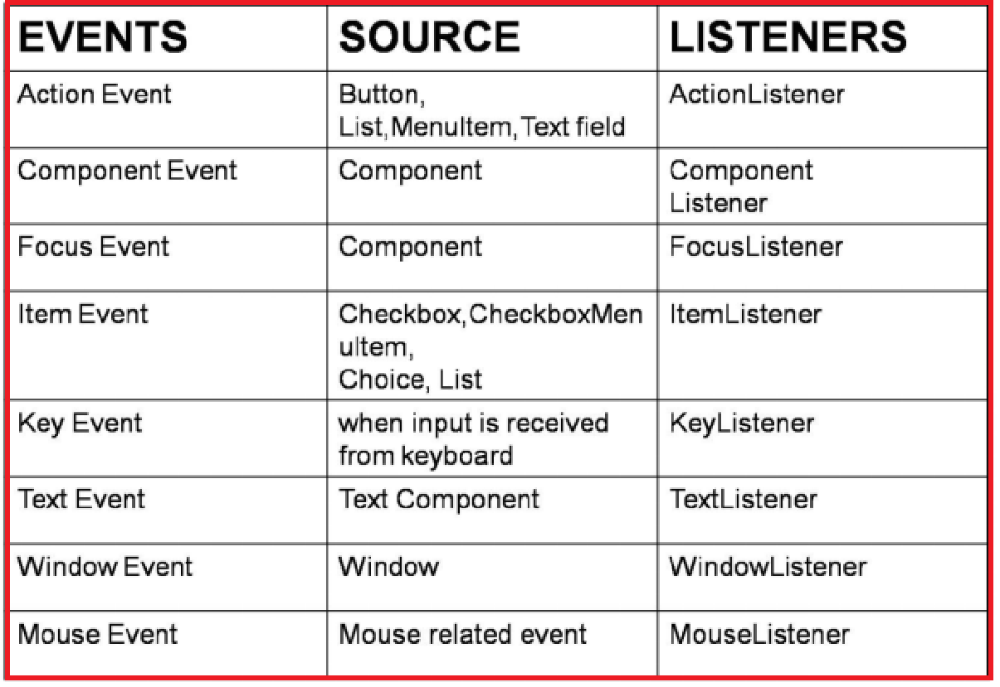 EVENTS SOURCE LISTENERS
Action Event Button, ActionListener
List,MenuItem,Text field
Component Event Component Component
Listener
Focus Event Component FocusListener
Item Event Checkbox,CheckboxMen ItemListener
uItem,
Choice, List
Key Event when input is received KeyListener
from keyboard
Text Event Text Component TextListener
Window Event Window WindowListener
Mouse Event Mouse related event MouseListener